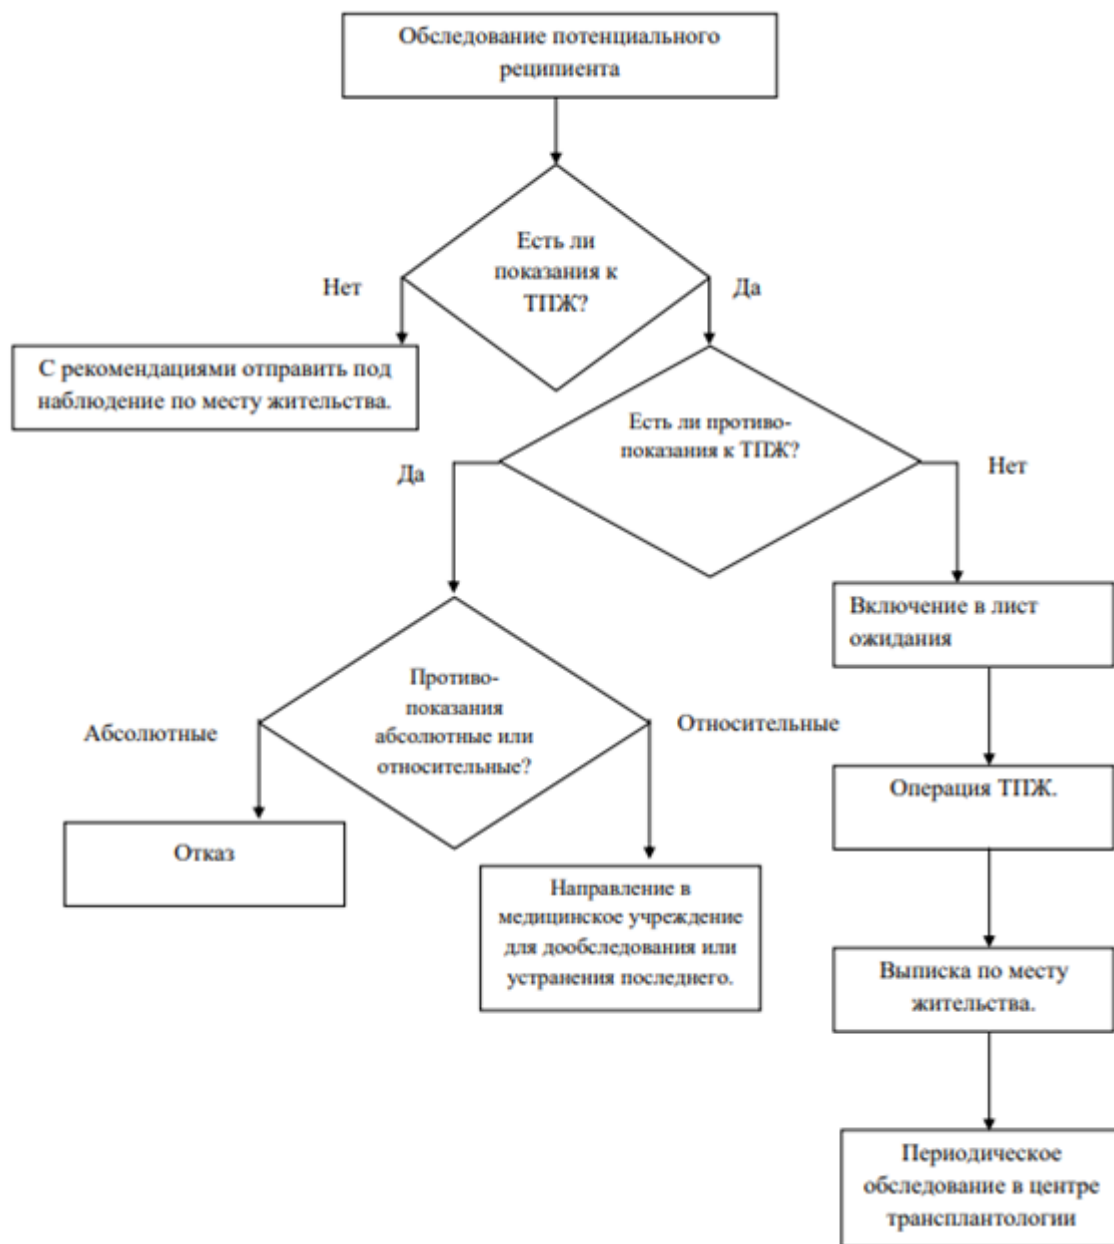 Обследование потенциального
реципиента
Есть ли
показания к
ТПЖ?
Нет
Да
С рекомендациями отправить под
наблюдение по месту жительства.
Есть ли противо-
показания к ТПЖ?
Да
Нет
Включение в лист
ожидания
Противо-
показания
абсолютные или
относительные?
Абсолютные
Относительные
Операция ТПЖ.
Отказ
Направление в
медицинское учреждение
для дообследования или
устранения последнего.
Выписка по месту
жительства.
Периодическое
обследование в центре
трансплантологии